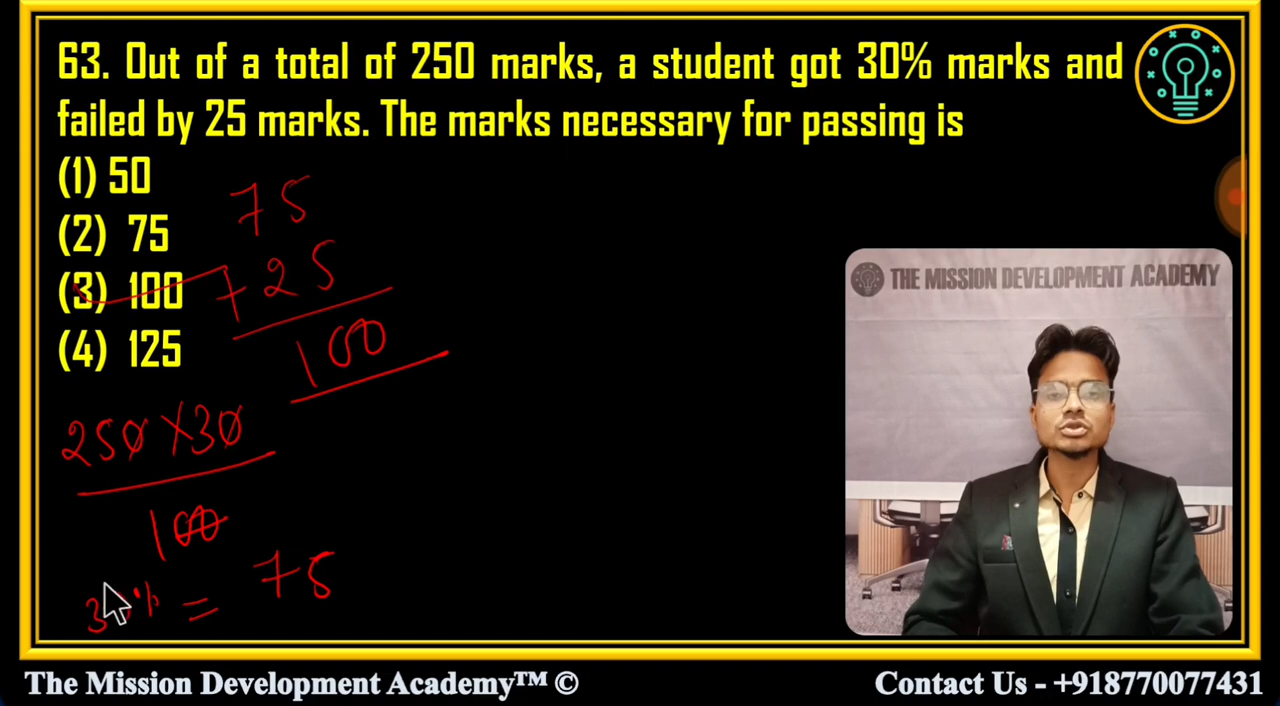 63. Out of a total of 250 marks, a student got 30% marks and
failed by 25 marks. The marks necessary for passing is
(1) 50
(2) 75
(3) 100
(4) 125
75
+25
100
250 X 30
100
= 75
THE MISSION DEVELOPMENT ACADEMY
The Mission Development Academy™ ©
Contact Us - +918770077431